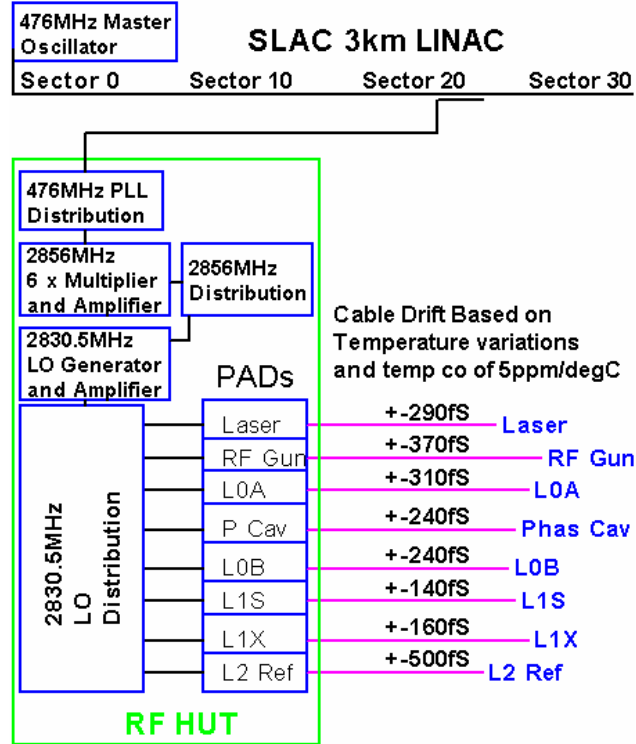 476MHz Master
Oscillator
SLAC 3km LINAC
Sector 0
Sector 10
Sector 20
Sector 30
476MHz PLL
Distribution
2856MHz
6 x Multiplier
and Amplifier
2856MHz
Distribution
2830.5MHz
LO Generator
and Amplifier
PADs
Cable Drift Based on
Temperature variations
and temp co of 5ppm/degC
2830.5MHz
LO
Distribution
Laser
+-290fS
Laser
RF Gun
+-370fS
RF Gun
L0A
+-310fS
L0A
P Cav
+-240fS
Phas Cav
L0B
+-240fS
L0B
L1S
+-140fS
L1S
L1X
+-160fS
L1X
L2 Ref
+-500fS
L2 Ref
RF HUT